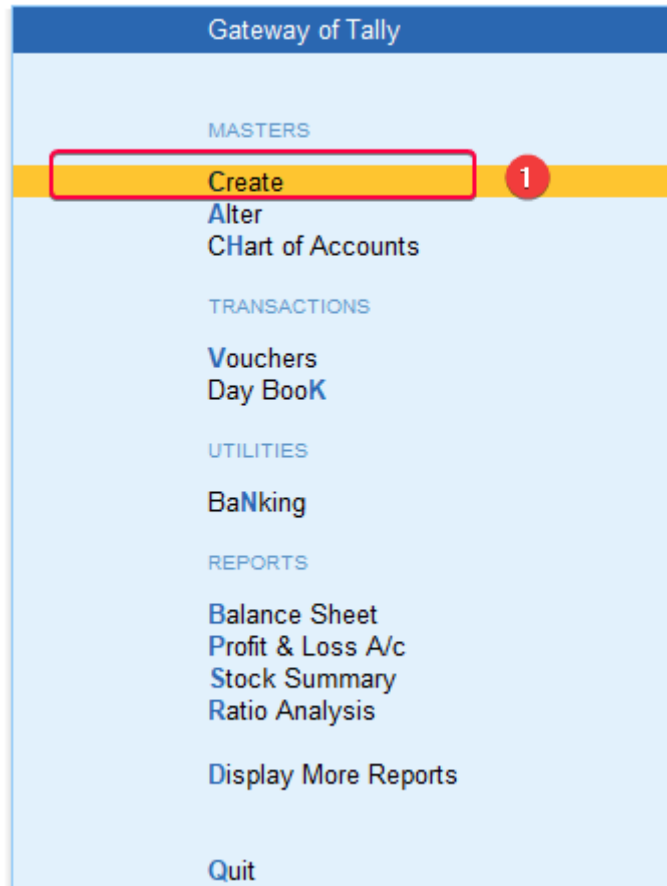 Gateway of Tally
MASTERS
Create
1
Alter
CHart of Accounts
TRANSACTIONS
Vouchers
Day BooK
UTILITIES
BaNking
REPORTS
Balance Sheet
Profit & Loss A/c
Stock Summary
Ratio Analysis
Display More Reports
Quit